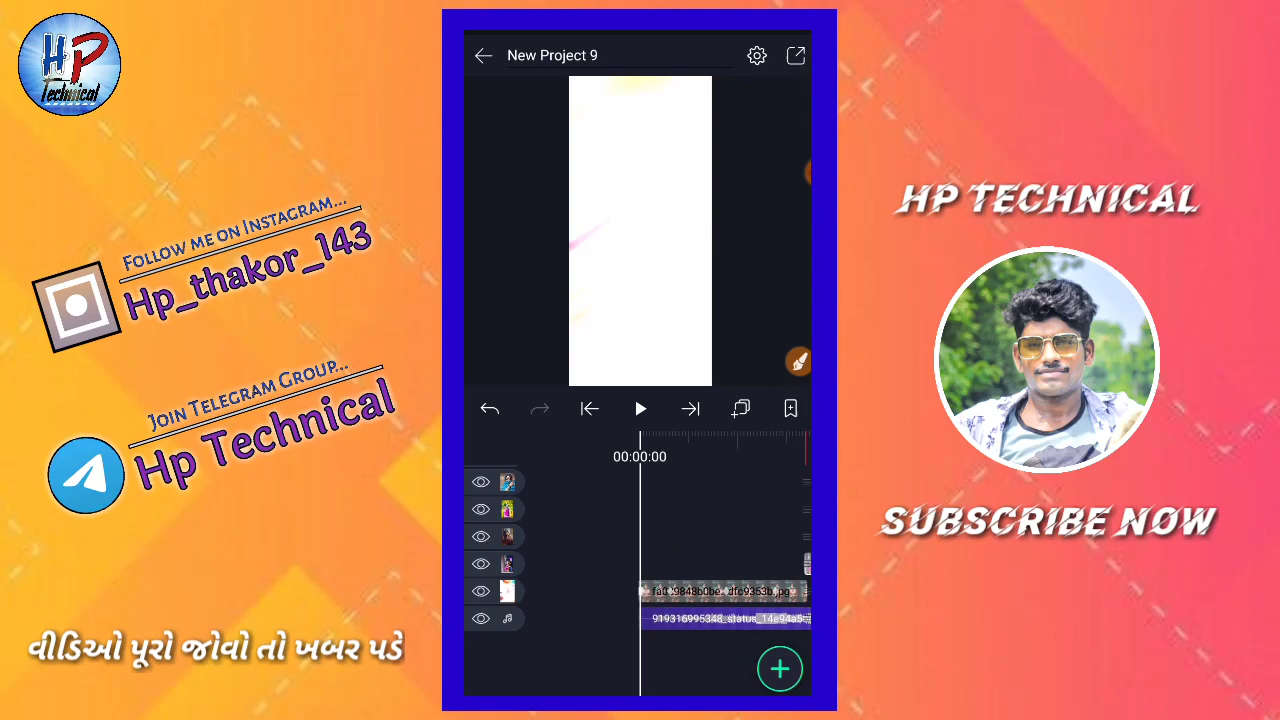 HP
Technical
FOLLOW ME ON INSTAGRAM...
Hp_thakor_143
JOIN TELEGRAM GROUP...
Hp Technical
વીડિઓ પૂરો જોવો તો ખબર પડે
New Project 9
00:00:00
919316995348_status_14e94a5
HP TECHNICAL
SUBSCRIBE NOW